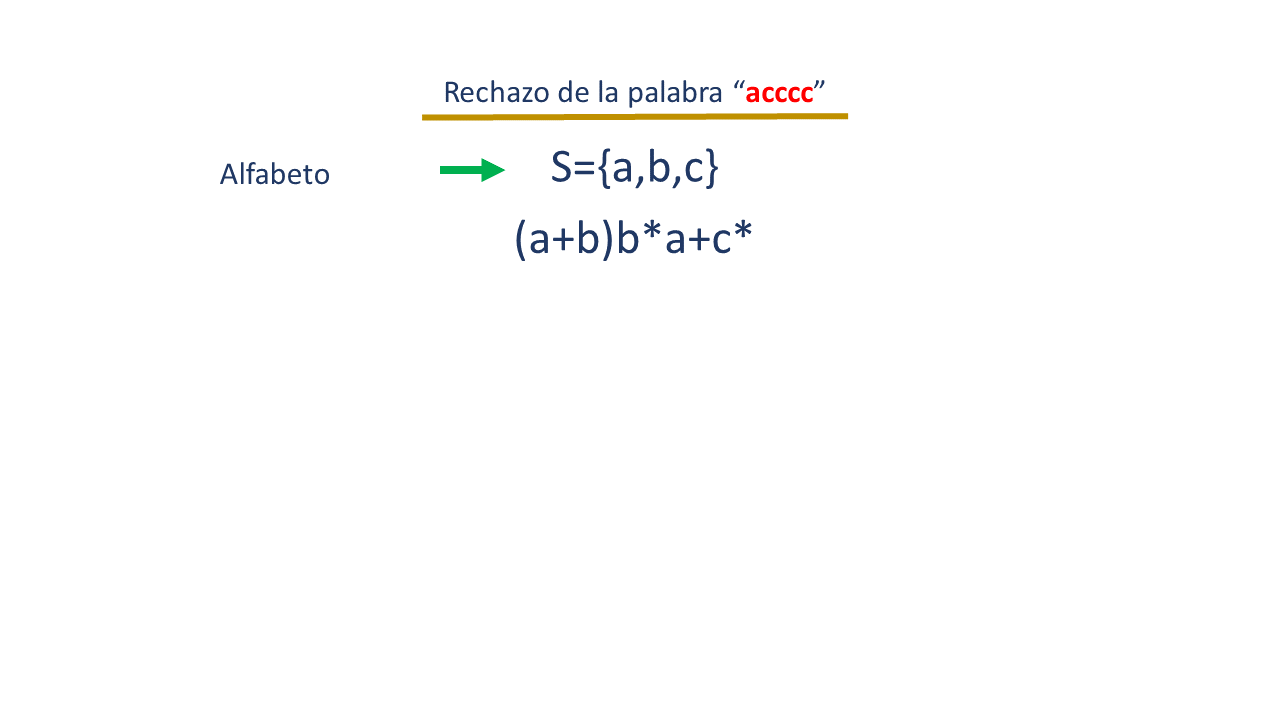 Rechazo de la palabra “acccc”
Alfabeto S={a,b,c}
(a+b)b*a+c*